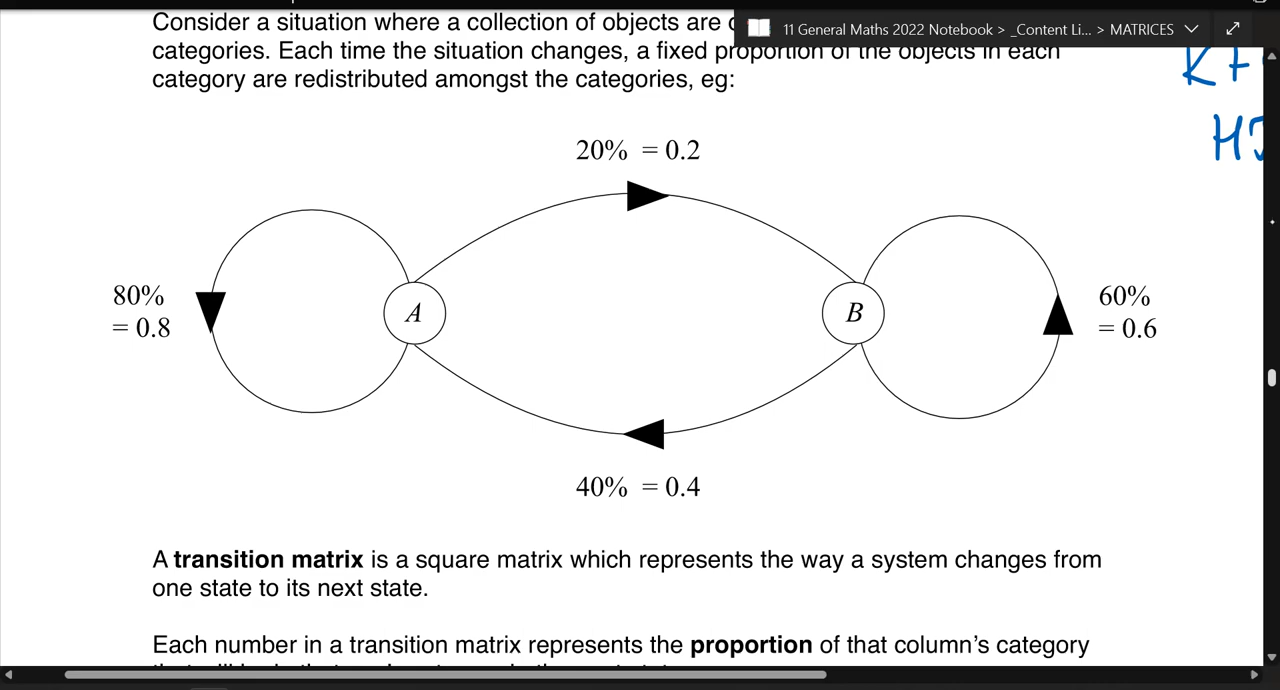 Consider a situation where a collection of objects are
11 General Maths 2022 Notebook > _Content Li... > MATRICES
categories. Each time the situation changes, a fixed proportion of the objects in each
category are redistributed amongst the categories, eg:
20% = 0.2
80%
= 0.8
A
B
60%
= 0.6
40% = 0.4
A transition matrix is a square matrix which represents the way a system changes from
one state to its next state.
Each number in a transition matrix represents the proportion of that column's category